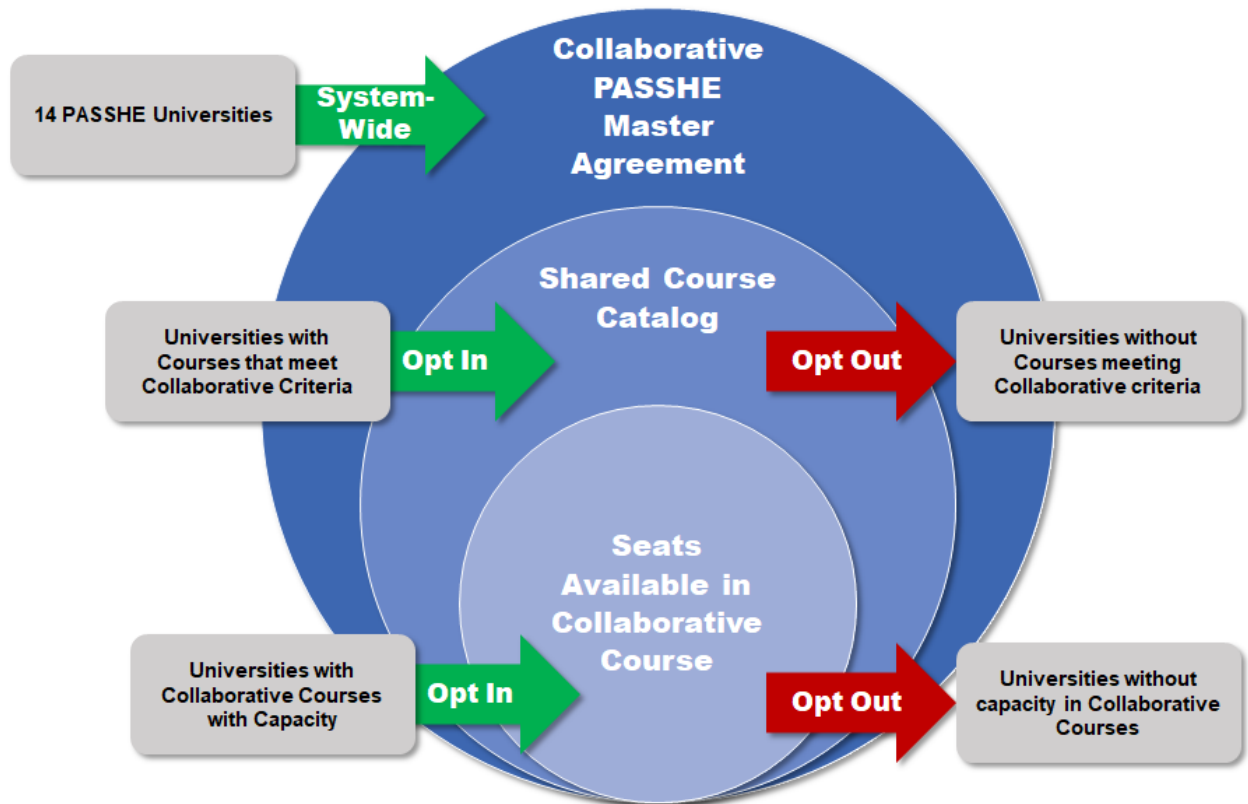 Collaborative
PASSHE
Master
Agreement
14 PASSHE Universities
System-
Wide
Shared Course
Catalog
Universities with
Courses that meet
Collaborative Criteria
Opt In
Opt Out
Universities without
Courses meeting
Collaborative criteria
Seats
Available in
Collaborative
Course
Universities with
Collaborative Courses
with Capacity
Opt In
Opt Out
Universities without
capacity in Collaborative
Courses